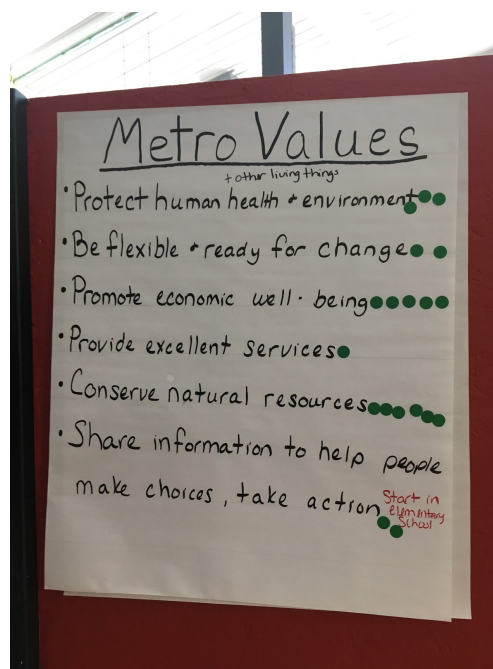 Metro Values
+ other living things
• Protect human health + environment
• Be flexible + ready for change
• Promote economic well-being
• Provide excellent services
• Conserve natural resources
• Share information to help people
make choices, take action
Start in
elementary
School